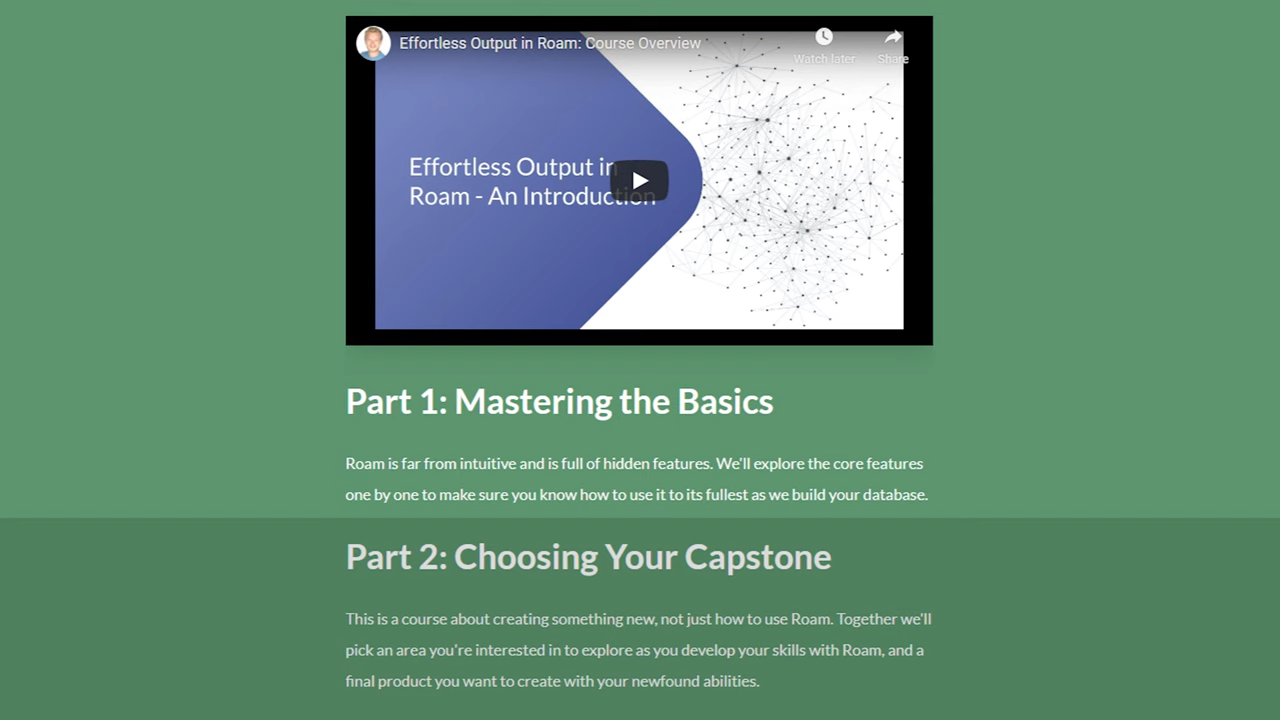 Effortless Output in Roam: Course Overview
Watch later
Share
Effortless Output in
Roam - An Introduction
Part 1: Mastering the Basics
Roam is far from intuitive and is full of hidden features. We'll explore the core features
one by one to make sure you know how to use it to its fullest as we build your database.
Part 2: Choosing Your Capstone
This is a course about creating something new, not just how to use Roam. Together we'll
pick an area you're interested in to explore as you develop your skills with Roam, and a
final product you want to create with your newfound abilities.